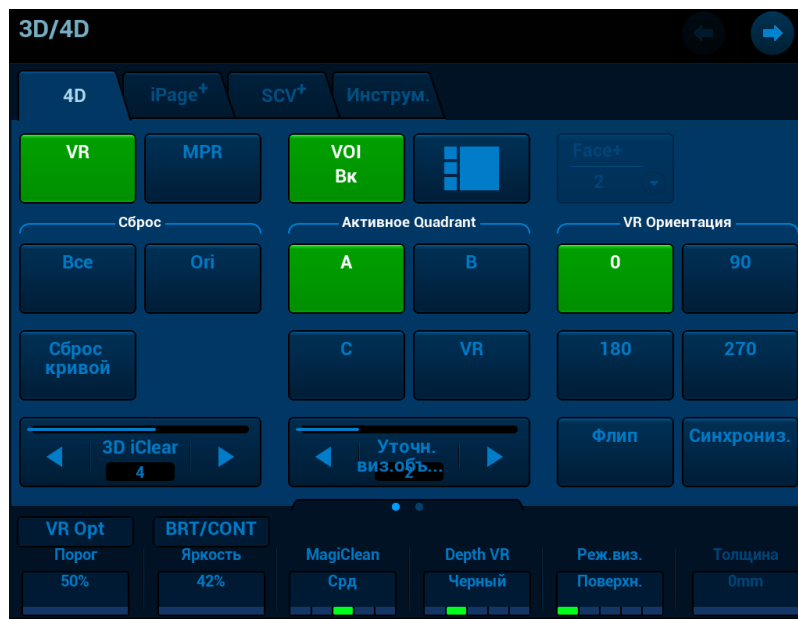 3D/4D
4D
iPage+
SCV+
Инструм.
VR
MPR
VOI
Вк
Face+
2
Сброс
Активное Quadrant
VR Ориентация
Все
Ori
A
B
0
90
Сброс
кривой
C
VR
180
270
3D iClear
4
Уточн.
виз.объ...
2
Флип
Синхрониз.
VR Opt
BRT/CONT
Порог
Яркость
MagiClean
Depth VR
Реж.виз.
Толщина
50%
42%
Срд
Черный
Поверхн.
0mm